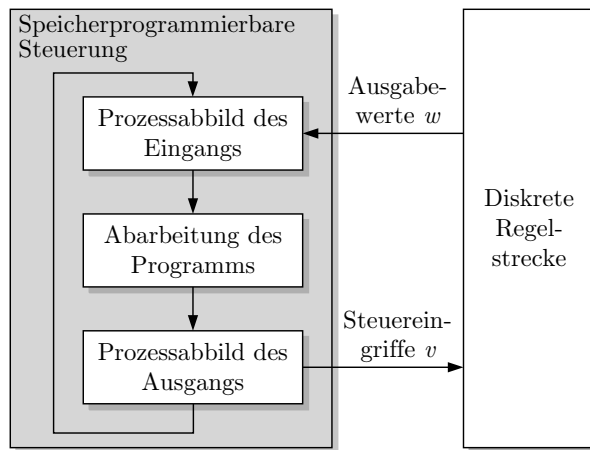 Speicherprogrammierbare
Steuerung
Prozessabbild des
Eingangs
Abarbeitung des
Programms
Prozessabbild des
Ausgangs
Ausgabe-
werte w
Steuerein-
griffe v
Diskrete
Regel-
strecke